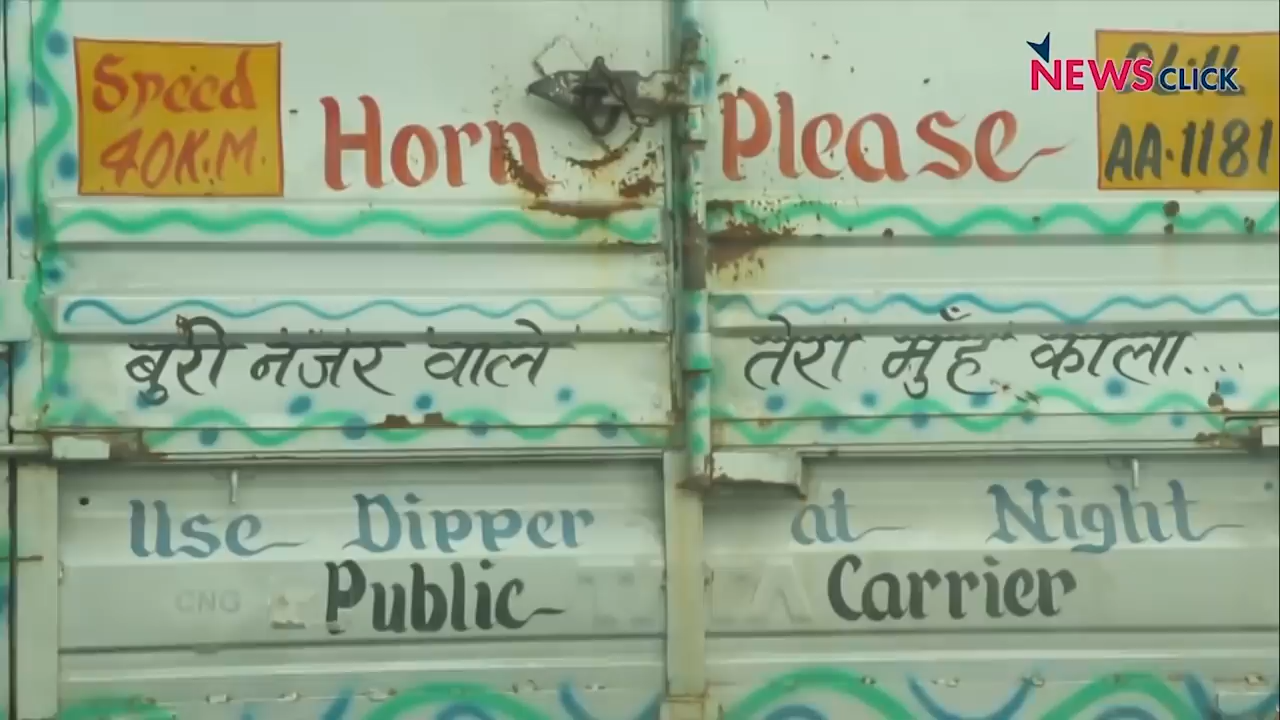 NEWSCLICK
Speed
40K.M.
Horn Please
AA·1181
बुरी नजर वाले तेरा मुँह काला....
Use Dipper at Night
CNG
Public Carrier